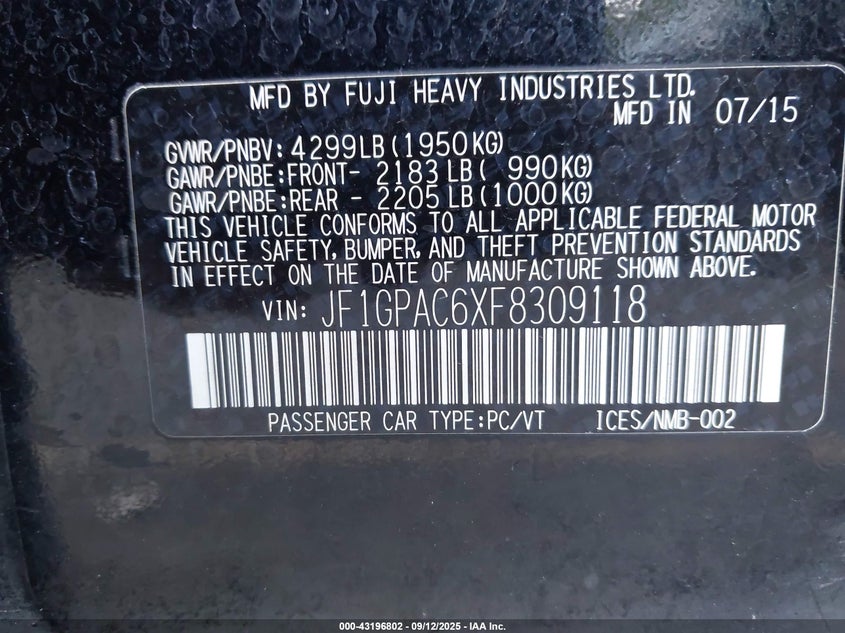 MFD BY FUJI HEAVY INDUSTRIES LTD.
MFD IN 07/15
GVWR/PNBV: 4299LB(1950KG)
GAWR/PNBE:FRONT- 2183LB( 990KG)
GAWR/PNBE:REAR - 2205LB(1000KG)
THIS VEHICLE CONFORMS TO ALL APPLICABLE FEDERAL MOTOR
VEHICLE SAFETY, BUMPER, AND THEFT PREVENTION STANDARDS
IN EFFECT ON THE DATE OF MANUFACTURE SHOWN ABOVE.
VIN: JF1GPAC6XF8309118
PASSENGER CAR TYPE:PC/VT ICES/NMB-002
000-43196802 - 09/12/2025 - IAA Inc.